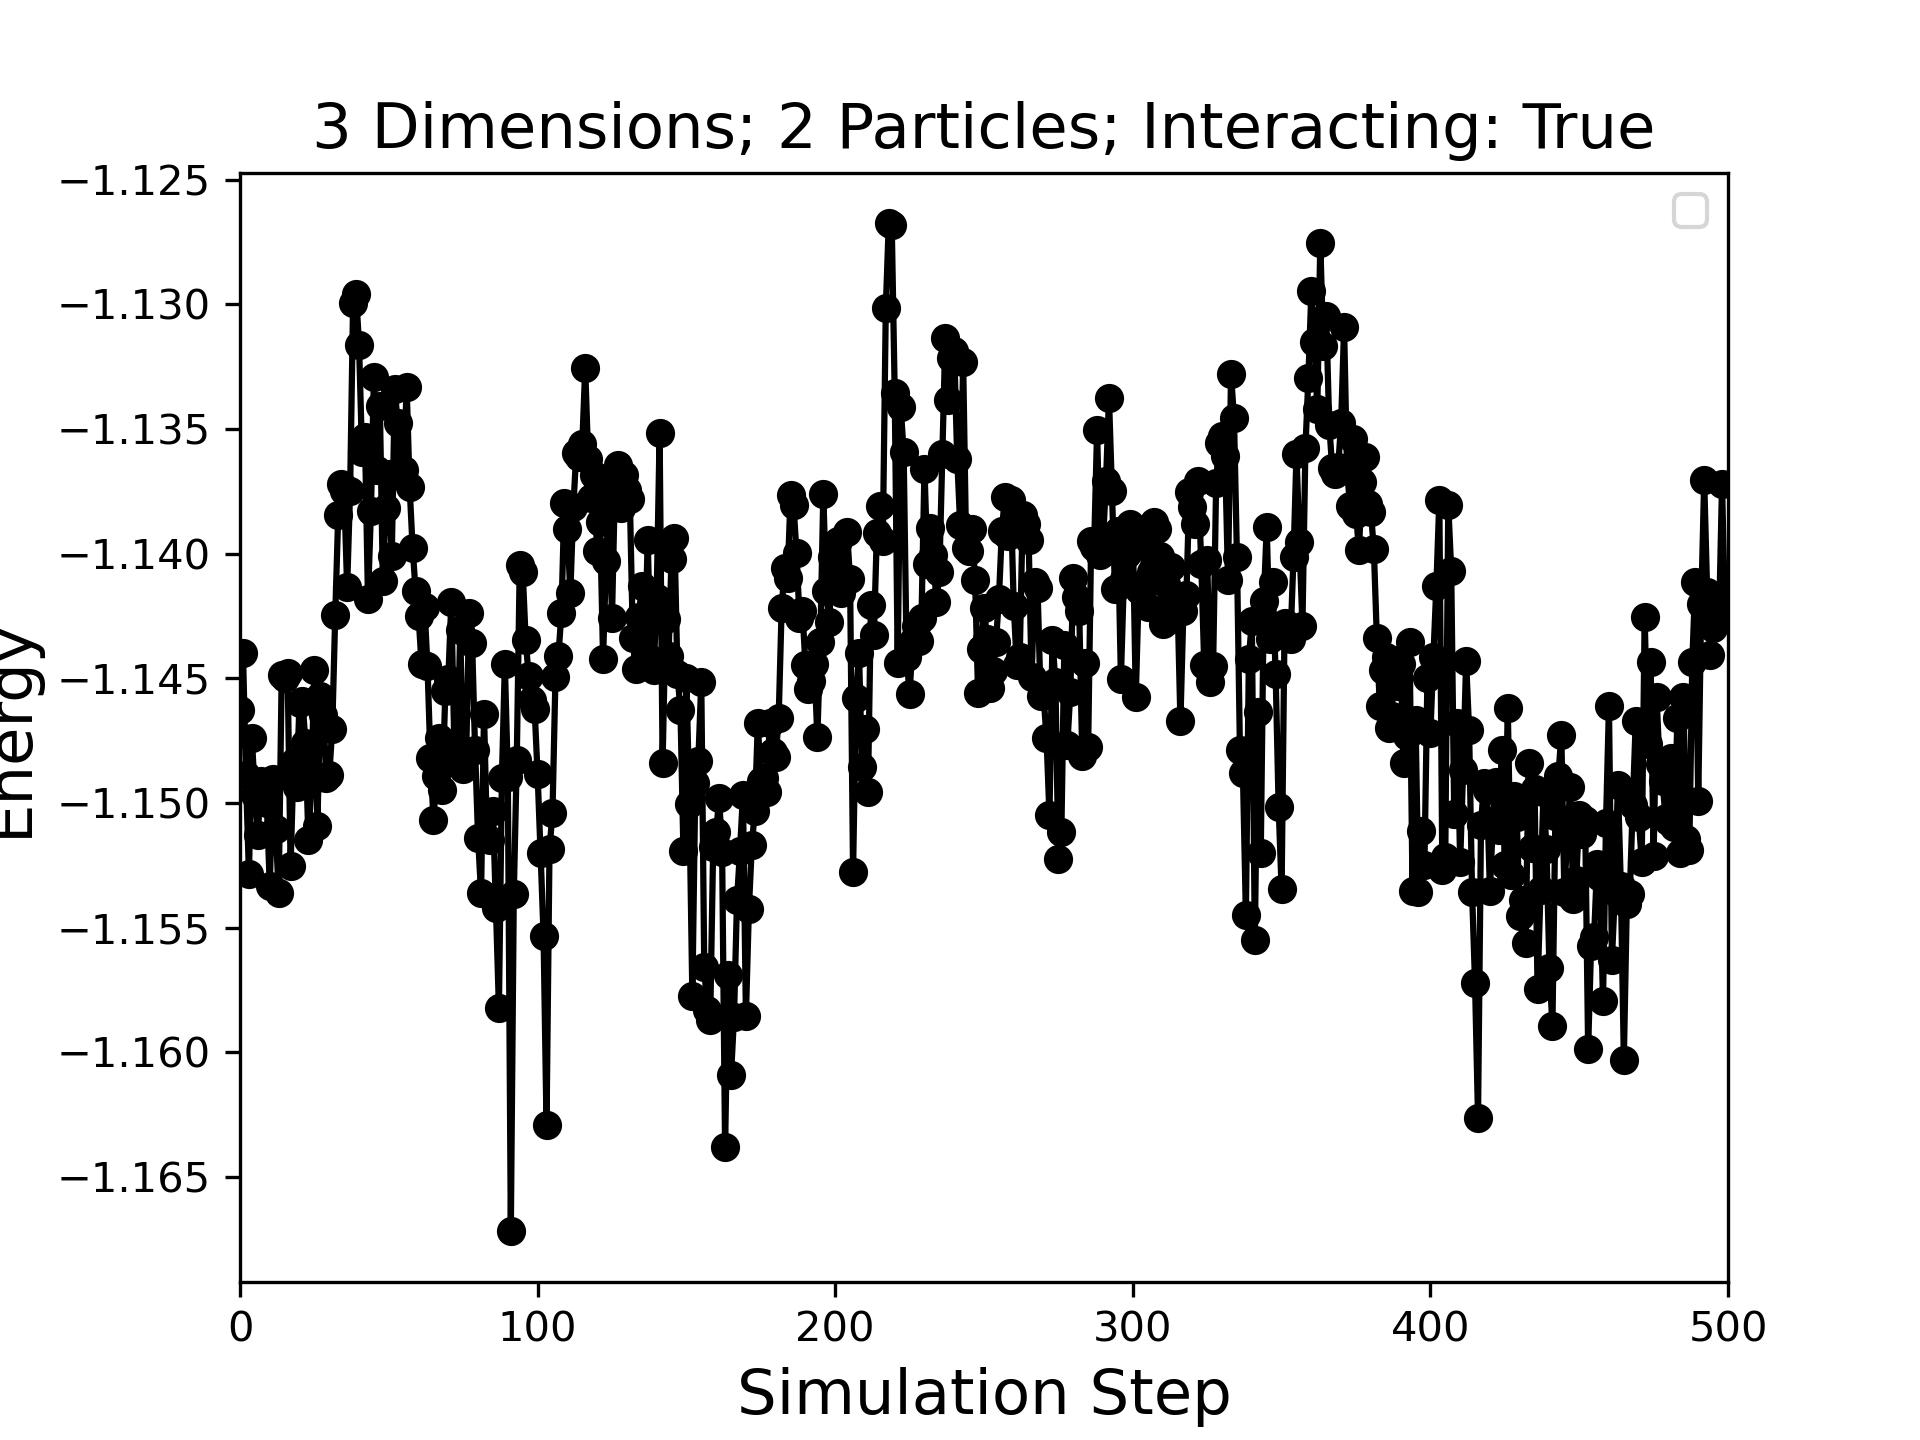 3 Dimensions; 2 Particles; Interacting: True
−1.125
−1.130
−1.135
−1.140
−1.145
−1.150
−1.155
−1.160
−1.165
Energy
0 100 200 300 400 500
Simulation Step